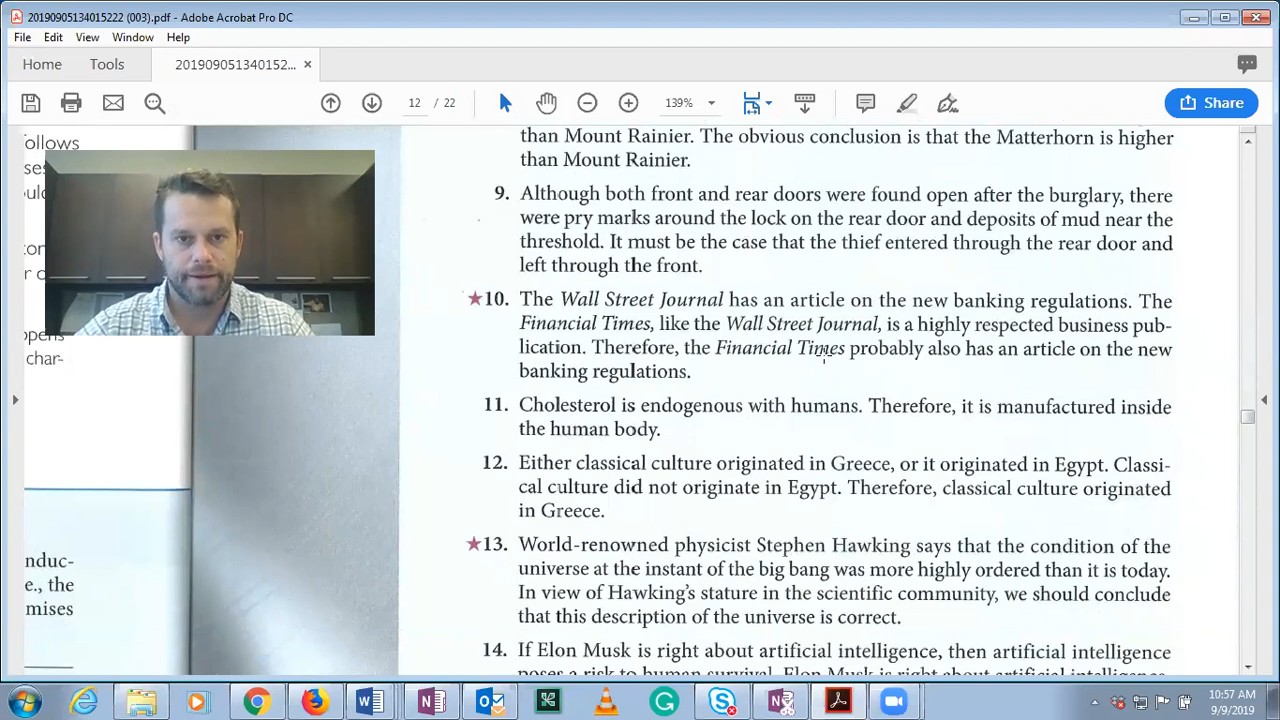 20190905134015222 (003).pdf - Adobe Acrobat Pro DC
File Edit View Window Help
Home Tools 201909051340152... ×
12 / 22 139% Share
ollows
ses
ould
con
r c
opens
char-
nduc-
e., the
mises
than Mount Rainier. The obvious conclusion is that the Matterhorn is higher
than Mount Rainier.
9. Although both front and rear doors were found open after the burglary, there
were pry marks around the lock on the rear door and deposits of mud near the
threshold. It must be the case that the thief entered through the rear door and
left through the front.
★10. The Wall Street Journal has an article on the new banking regulations. The
Financial Times, like the Wall Street Journal, is a highly respected business pub-
lication. Therefore, the Financial Times probably also has an article on the new
banking regulations.
11. Cholesterol is endogenous with humans. Therefore, it is manufactured inside
the human body.
12. Either classical culture originated in Greece, or it originated in Egypt. Classi-
cal culture did not originate in Egypt. Therefore, classical culture originated
in Greece.
★13. World-renowned physicist Stephen Hawking says that the condition of the
universe at the instant of the big bang was more highly ordered than it is today.
In view of Hawking's stature in the scientific community, we should conclude
that this description of the universe is correct.
14. If Elon Musk is right about artificial intelligence, then artificial intelligence
poses a risk to human survival. Elon Musk is right about artificial intelligence.
10:57 AM
9/9/2019